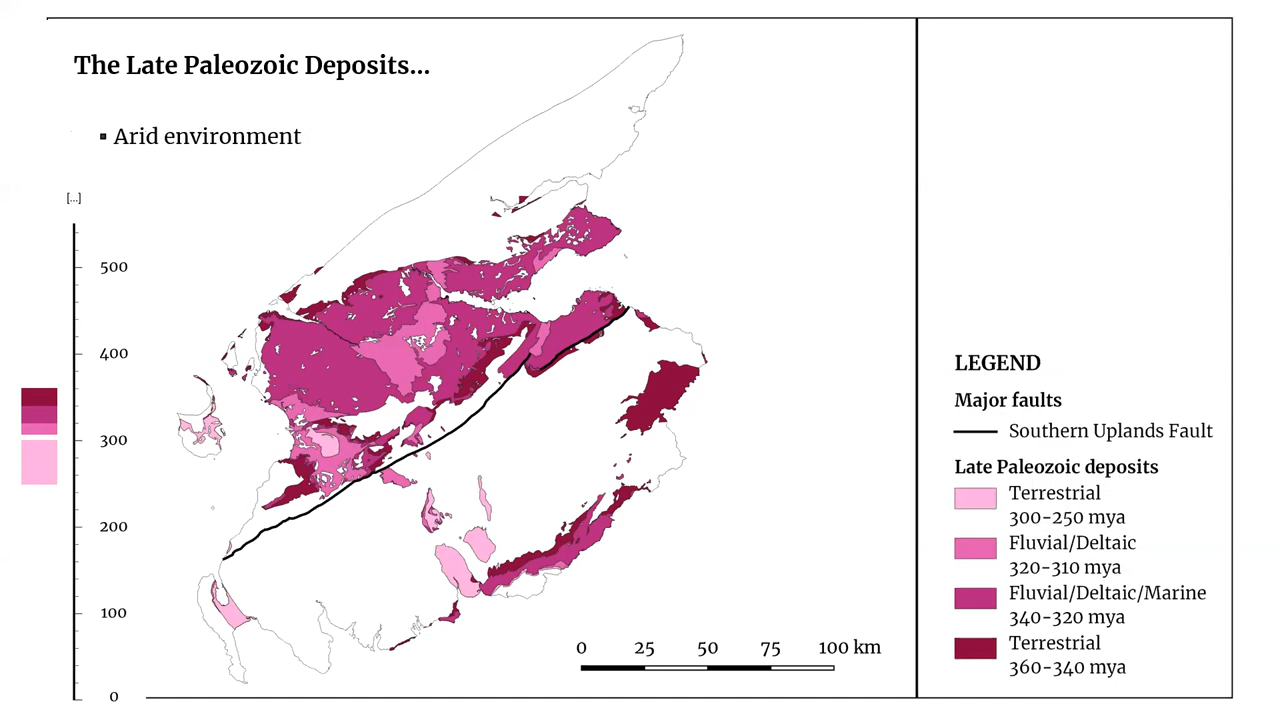 The Late Paleozoic Deposits...
▪ Arid environment
[...]
500
400
300
200
100
0
0 25 50 75 100 km
LEGEND
Major faults
Southern Uplands Fault
Late Paleozoic deposits
Terrestrial
300-250 mya
Fluvial/Deltaic
320-310 mya
Fluvial/Deltaic/Marine
340-320 mya
Terrestrial
360-340 mya